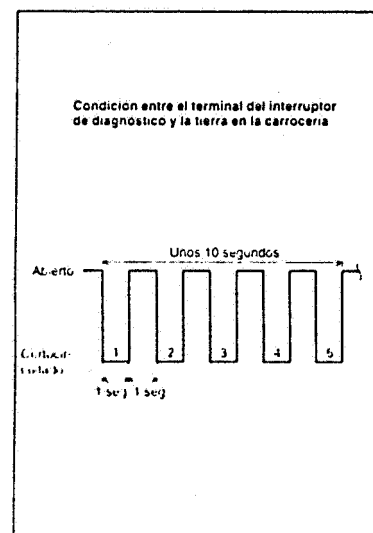 Condición entre el terminal del interruptor
de diagnóstico y la tierra en la carrocería
Unos 10 segundos
Abierto
1 2 3 4 5
1 seg 1 seg